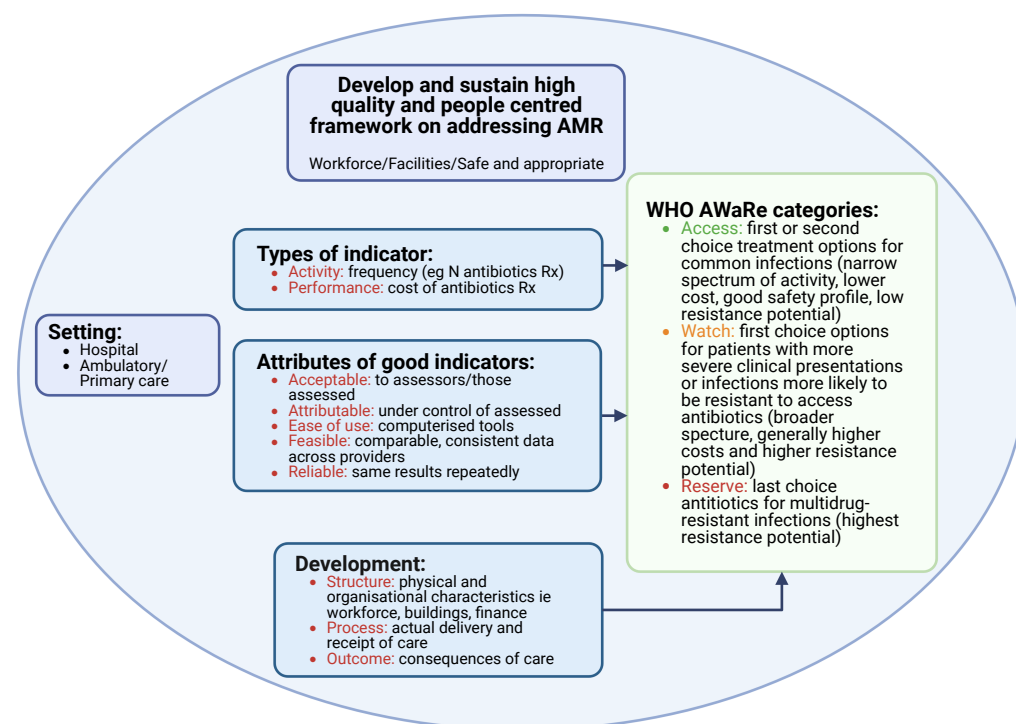 Develop and sustain high
quality and people centred
framework on addressing AMR
Workforce/Facilities/Safe and appropriate
Setting:
• Hospital
• Ambulatory/
Primary care
Types of indicator:
• Activity: frequency (eg N antibiotics Rx)
• Performance: cost of antibiotics Rx
Attributes of good indicators:
• Acceptable: to assessors/those
assessed
• Attributable: under control of assessed
• Ease of use: computerised tools
• Feasible: comparable, consistent data
across providers
• Reliable: same results repeatedly
Development:
• Structure: physical and
organisational characteristics ie
workforce, buildings, finance
• Process: actual delivery and
receipt of care
• Outcome: consequences of care
WHO AWaRe categories:
• Access: first or second
choice treatment options for
common infections (narrow
spectrum of activity, lower
cost, good safety profile, low
resistance potential)
• Watch: first choice options
for patients with more
severe clinical presentations
or infections more likely to
be resistant to access
antibiotics (broader
specture, generally higher
costs and higher resistance
potential)
• Reserve: last choice
antitiotics for multidrug-
resistant infections (highest
resistance potential)